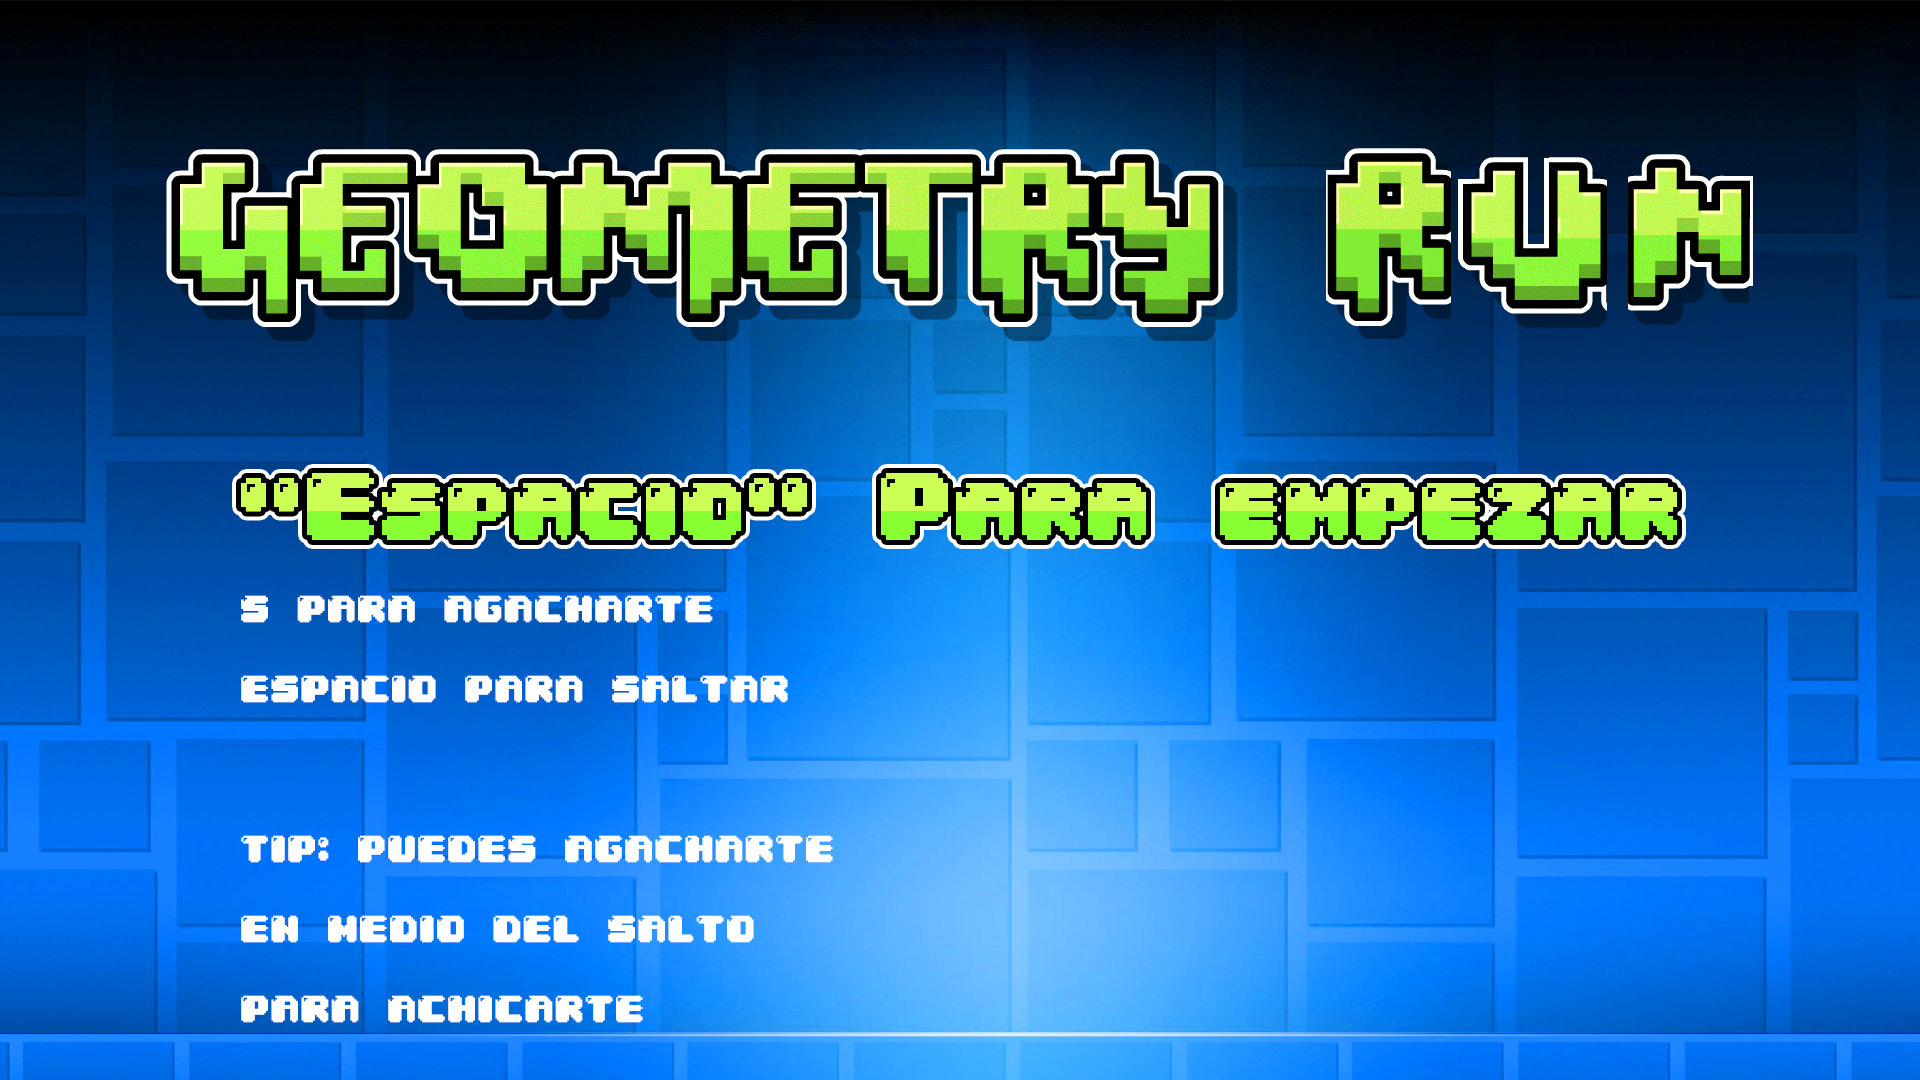 GEOMETRY RUN
"Espacio" Para empezar
S PARA AGACHARTE
ESPACIO PARA SALTAR
TIP: PUEDES AGACHARTE
EN MEDIO DEL SALTO
PARA ACHICARTE